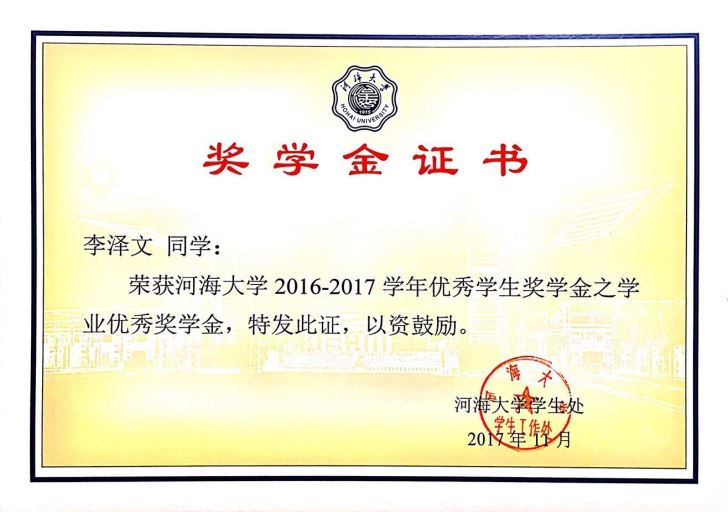 河海大学
HOHAI UNIVERSITY
1915
奖学金证书
李泽文 同学：
荣获河海大学 2016-2017 学年优秀学生奖学金之学
业优秀奖学金，特发此证，以资鼓励。
河海大学
河海大学学生处
学生工作处
2017 年 11 月